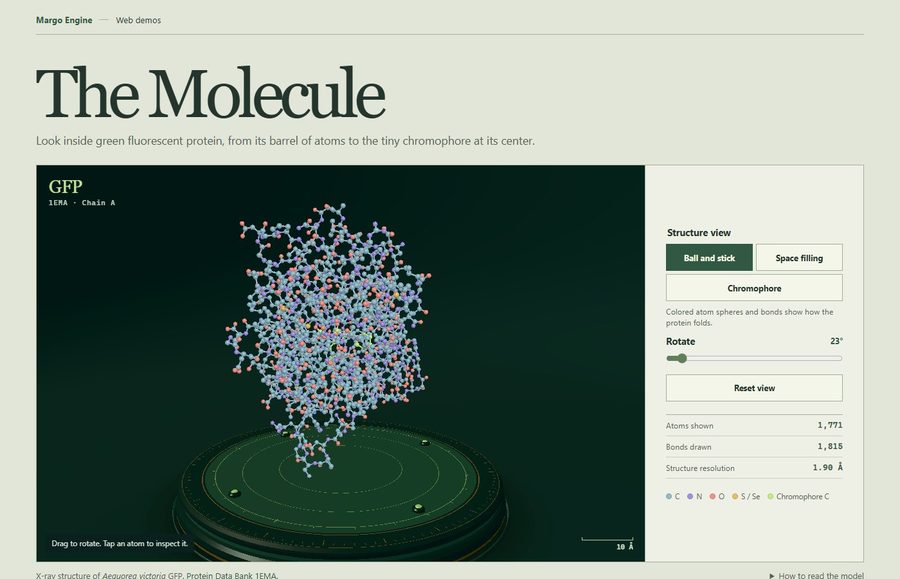 Margo Engine — Web demos
The Molecule
Look inside green fluorescent protein, from its barrel of atoms to the tiny chromophore at its center.
GFP
1EMA · Chain A
Drag to rotate. Tap an atom to inspect it.
10 Å
Structure view
Ball and stick
Space filling
Chromophore
Colored atom spheres and bonds show how the
protein folds.
Rotate 23°
Reset view
Atoms shown 1,771
Bonds drawn 1,815
Structure resolution 1.90 Å
C N O S / Se Chromophore C
X-ray structure of Aequorea victoria GFP. Protein Data Bank 1EMA.
▶ How to read the model